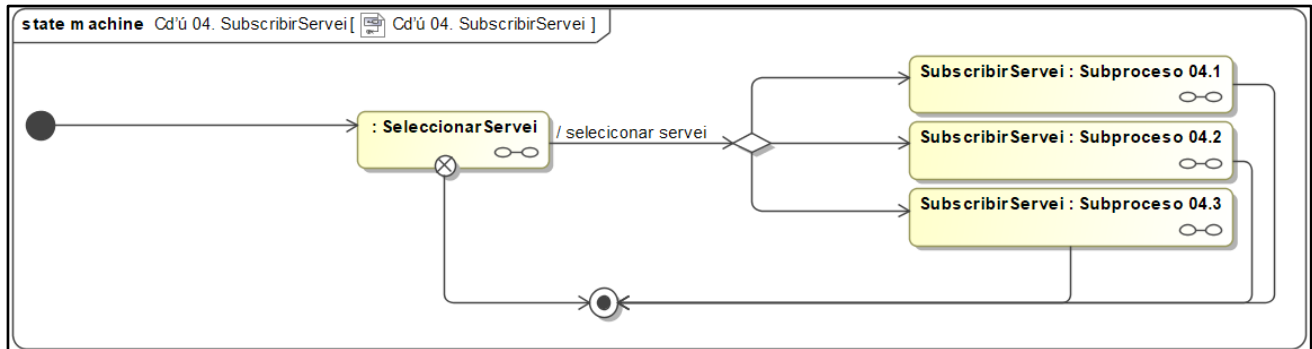 state machine Cd'ú 04. SubscribirServei [ Cd'ú 04. SubscribirServei ]
SubscribirServei : Subproceso 04.1
: SeleccionarServei
/ seleciconar servei
SubscribirServei : Subproceso 04.2
SubscribirServei : Subproceso 04.3